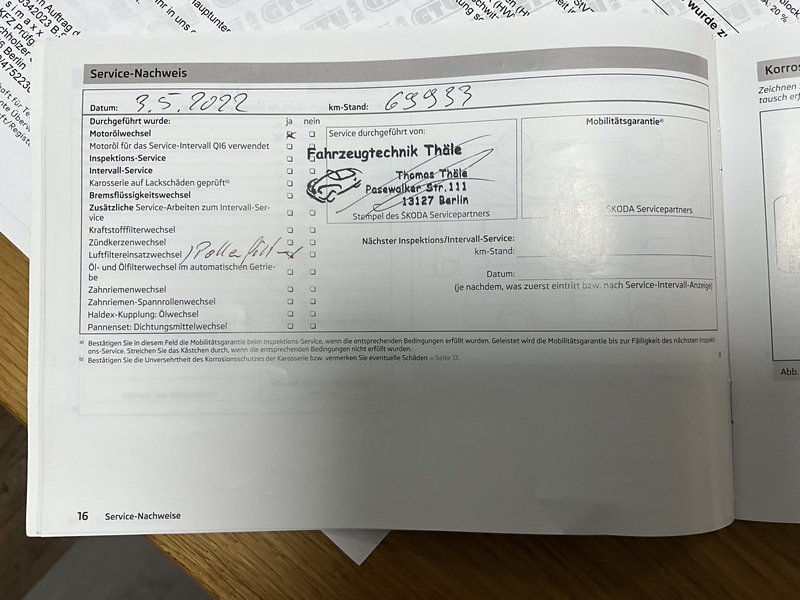 Service-Nachweis
Datum: 3.5.2022 km-Stand: 69933
Durchgeführt wurde: ja nein
Motorölwechsel
Motoröl für das Service-Intervall QI6 verwendet
Inspektions-Service
Intervall-Service
Karosserie auf Lackschäden geprüft b)
Bremsflüssigkeitswechsel
Zusätzliche Service-Arbeiten zum Intervall-Ser-
vice
Kraftstofffilterwechsel
Zündkerzenwechsel
Luftfiltereinsatzwechsel / Pollenfilter
Öl- und Ölfilterwechsel im automatischen Getrie-
be
Zahnriemenwechsel
Zahnriemen-Spannrollenwechsel
Haldex-Kupplung: Ölwechsel
Pannenset: Dichtungsmittelwechsel
Service durchgeführt von:
Fahrzeugtechnik Thäle
Thomas Thäle
Pasewalker Str.111
13127 Berlin
Stempel des ŠKODA Servicepartners
Mobilitätsgarantie a)
ŠKODA Servicepartners
Nächster Inspektions/Intervall-Service:
km-Stand:
Datum:
(je nachdem, was zuerst eintritt bzw. nach Service-Intervall-Anzeige)
a) Bestätigen Sie in diesem Feld die Mobilitätsgarantie beim Inspektions-Service, wenn die entsprechenden Bedingungen erfüllt wurden. Geleistet wird die Mobilitätsgarantie bis zur Fälligkeit des nächsten Inspekti-
ons-Service. Streichen Sie das Kästchen durch, wenn die entsprechenden Bedingungen nicht erfüllt wurden.
b) Bestätigen Sie die Unversehrtheit des Korrosionsschutzes der Karosserie bzw. vermerken Sie eventuelle Schäden » Seite 17.
16 Service-Nachweise
Korros
Zeichnen
tausch erf
Abb.